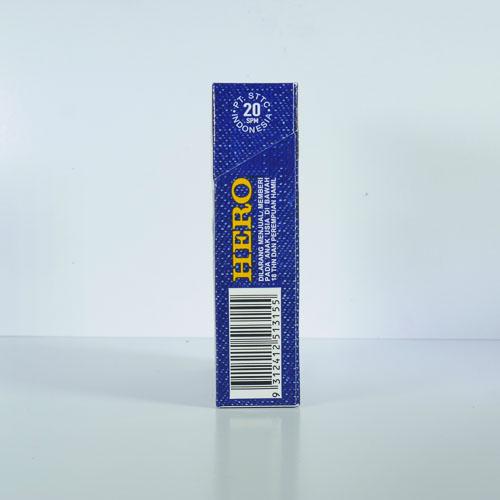 PT. STTC
20
SPM
INDONESIA
HERO
DILARANG MENJUAL/ MEMBERI
PADA ANAK USIA DI BAWAH
18 THN DAN PEREMPUAN HAMIL
9 312412 513155